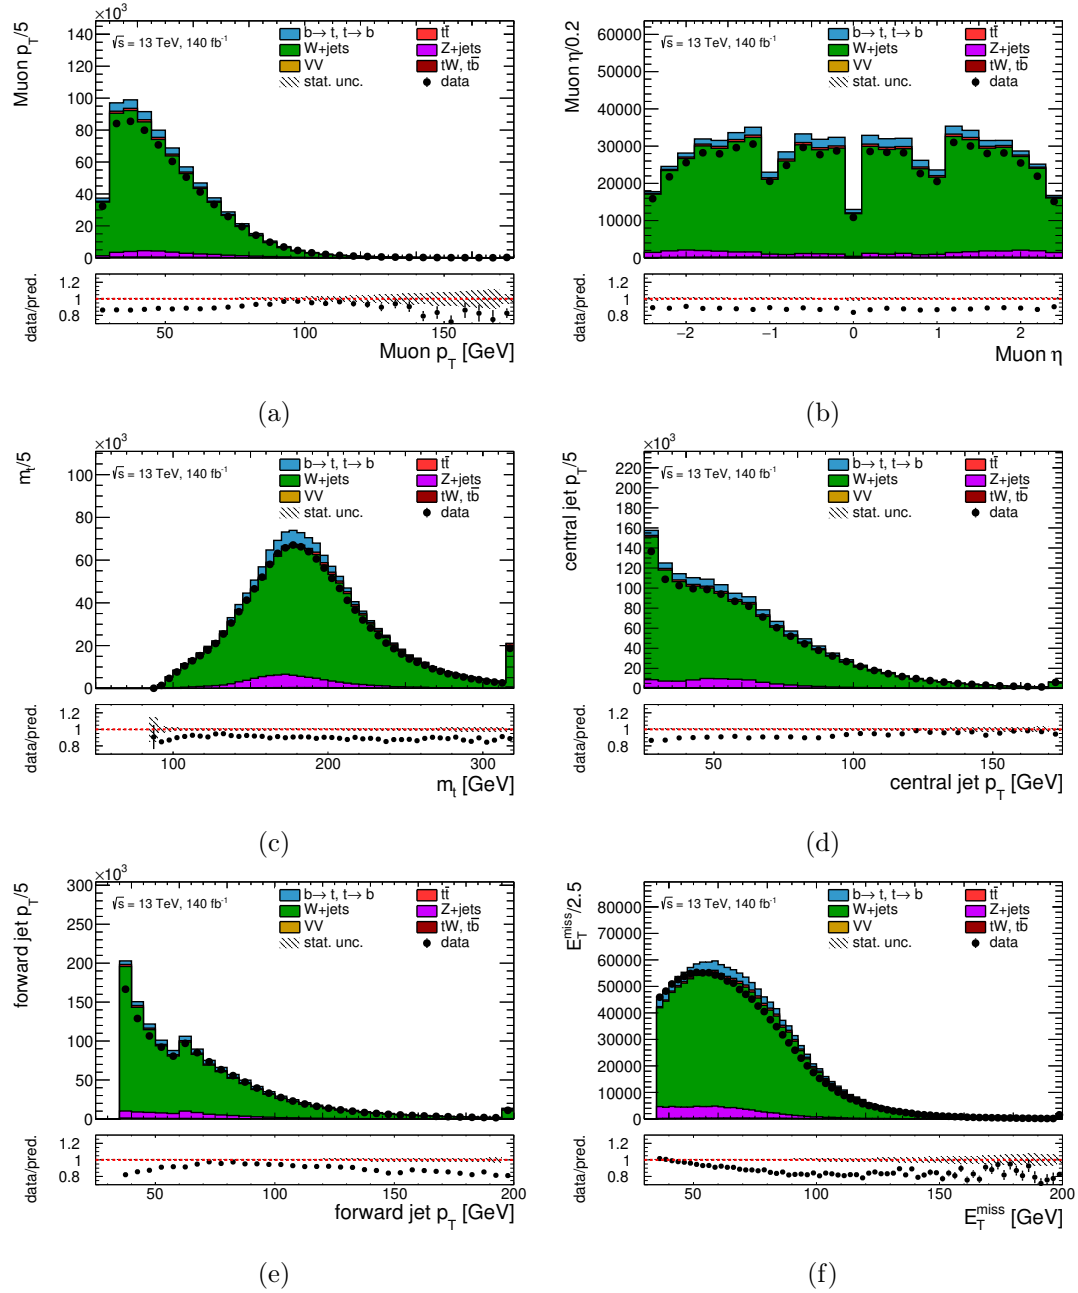 Muon p_T/5
×10³
140
120
100
80
60
40
20
0
√s = 13 TeV, 140 fb⁻¹
b→t, t→b
tt̄
W+jets
Z+jets
VV
tW, tb̄
stat. unc.
data
data/pred.
1.2
1
0.8
50
100
150
Muon p_T [GeV]
(a)
Muon η/0.2
60000
50000
40000
30000
20000
10000
0
√s = 13 TeV, 140 fb⁻¹
b→t, t→b
tt̄
W+jets
Z+jets
VV
tW, tb̄
stat. unc.
data
data/pred.
1.2
1
0.8
−2
−1
0
1
2
Muon η
(b)
m_t/5
×10³
100
80
60
40
20
0
√s = 13 TeV, 140 fb⁻¹
b→t, t→b
tt̄
W+jets
Z+jets
VV
tW, tb̄
stat. unc.
data
data/pred.
1.2
1
0.8
100
200
300
m_t [GeV]
(c)
central jet p_T/5
×10³
220
200
180
160
140
120
100
80
60
40
20
0
√s = 13 TeV, 140 fb⁻¹
b→t, t→b
tt̄
W+jets
Z+jets
VV
tW, tb̄
stat. unc.
data
data/pred.
1.2
1
0.8
50
100
150
central jet p_T [GeV]
(d)
forward jet p_T/5
×10³
300
250
200
150
100
50
0
√s = 13 TeV, 140 fb⁻¹
b→t, t→b
tt̄
W+jets
Z+jets
VV
tW, tb̄
stat. unc.
data
data/pred.
1.2
1
0.8
50
100
150
200
forward jet p_T [GeV]
(e)
E_T^miss/2.5
80000
70000
60000
50000
40000
30000
20000
10000
0
√s = 13 TeV, 140 fb⁻¹
b→t, t→b
tt̄
W+jets
Z+jets
VV
tW, tb̄
stat. unc.
data
data/pred.
1.2
1
0.8
50
100
150
200
E_T^miss [GeV]
(f)